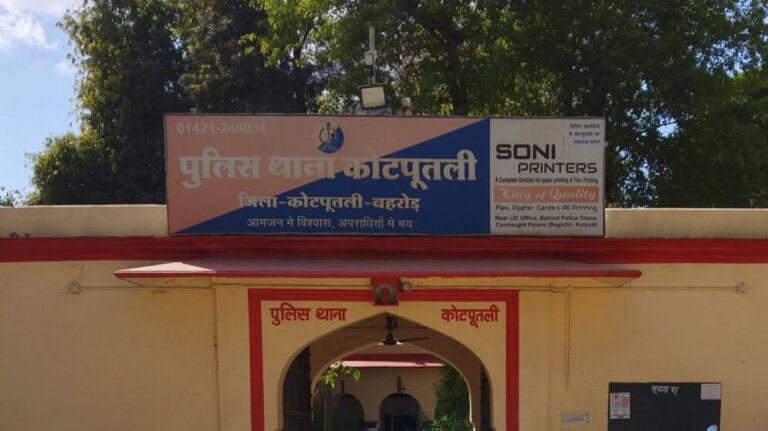 01421-248034
पुलिस थाना कोटपूतली
जिला-कोटपूतली-बहरोड़
आमजन मे विश्वास, अपराधियों मे भय
SONI
PRINTERS
A Complete Solution for paper printing & Flex Printing
King of Quality
Flex, Poster, Cards & All Printing
Near LIC Office, Behind Police Thana,
Connaught Palace (Bagichi), Kotputli
पुलिस थाना
कोटपूतली
सूचना पट्ट